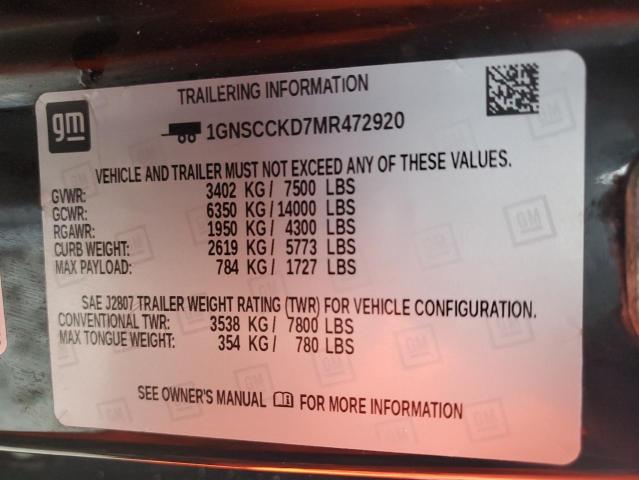 TRAILERING INFORMATION
gm
1GNSCCKD7MR472920
VEHICLE AND TRAILER MUST NOT EXCEED ANY OF THESE VALUES.
GVWR: 3402 KG / 7500 LBS
GCWR: 6350 KG / 14000 LBS
RGAWR: 1950 KG / 4300 LBS
CURB WEIGHT: 2619 KG / 5773 LBS
MAX PAYLOAD: 784 KG / 1727 LBS
SAE J2807 TRAILER WEIGHT RATING (TWR) FOR VEHICLE CONFIGURATION.
CONVENTIONAL TWR: 3538 KG / 7800 LBS
MAX TONGUE WEIGHT: 354 KG / 780 LBS
SEE OWNER'S MANUAL FOR MORE INFORMATION